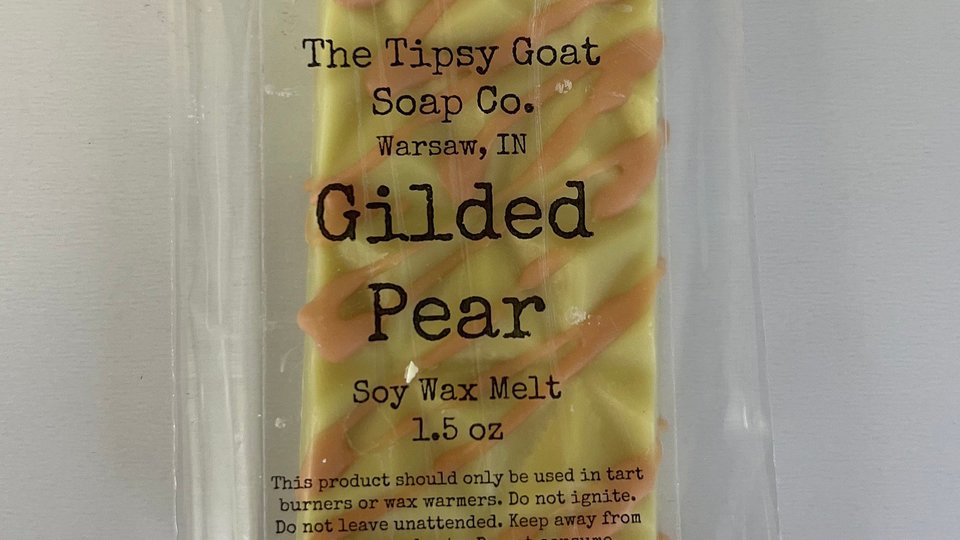 The Tipsy Goat
Soap Co.
Warsaw, IN
Gilded
Pear
Soy Wax Melt
1.5 oz
This product should only be used in tart
burners or wax warmers. Do not ignite.
Do not leave unattended. Keep away from